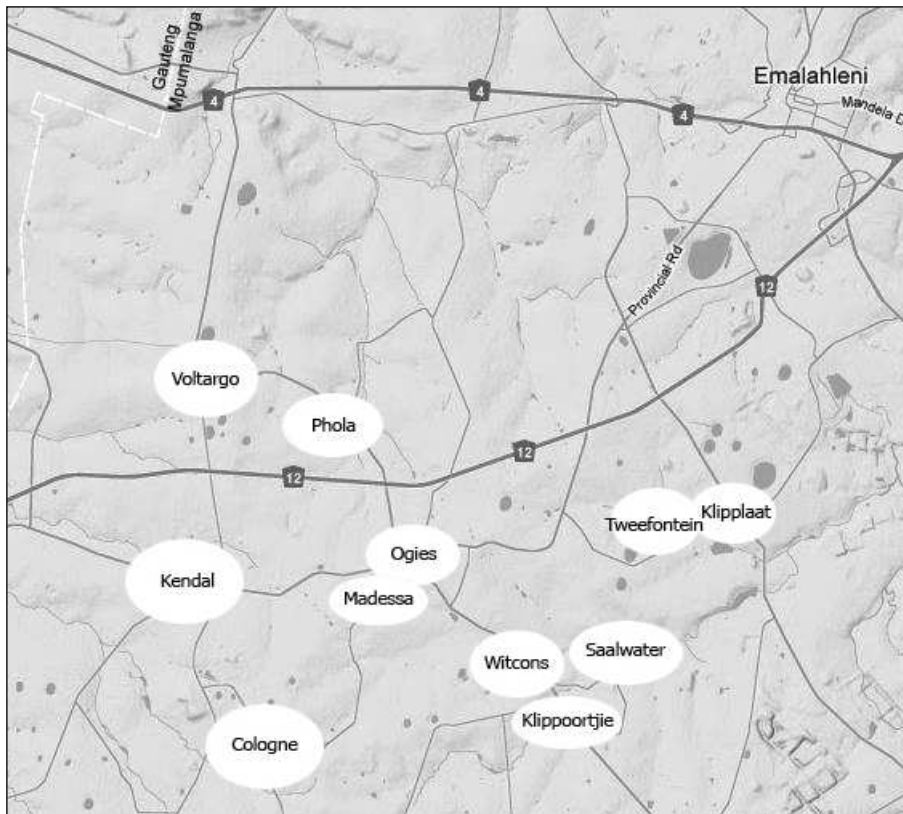 Gauteng
Mpumalanga
4
4
4
Emalahleni
Mandela D
Provincial Rd
12
Voltargo
Phola
12
12
Tweefontein
Klipplaat
Ogies
Kendal
Madessa
Witcons
Saalwater
Klippoortjie
Cologne